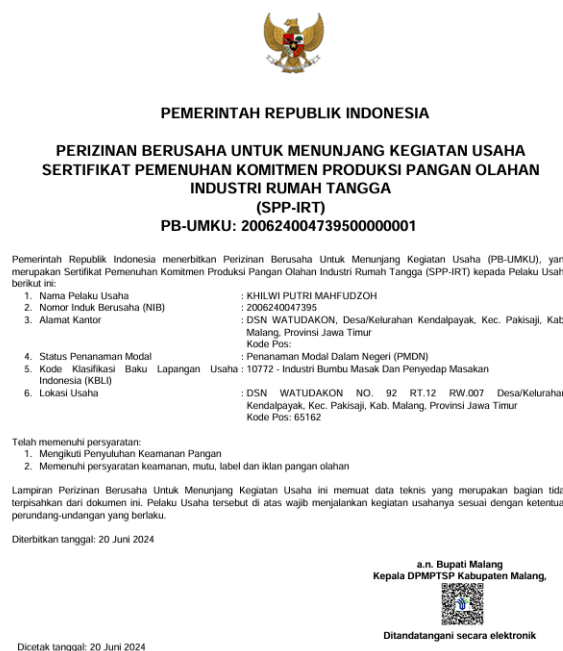 PEMERINTAH REPUBLIK INDONESIA
PERIZINAN BERUSAHA UNTUK MENUNJANG KEGIATAN USAHA
SERTIFIKAT PEMENUHAN KOMITMEN PRODUKSI PANGAN OLAHAN
INDUSTRI RUMAH TANGGA
(SPP-IRT)
PB-UMKU: 200624004739500000001
Pemerintah Republik Indonesia menerbitkan Perizinan Berusaha Untuk Menunjang Kegiatan Usaha (PB-UMKU), yan
merupakan Sertifikat Pemenuhan Komitmen Produksi Pangan Olahan Industri Rumah Tangga (SPP-IRT) kepada Pelaku Usah
berikut ini:
1. Nama Pelaku Usaha : KHILWI PUTRI MAHFUDZOH
2. Nomor Induk Berusaha (NIB) : 2006240047395
3. Alamat Kantor : DSN WATUDAKON, Desa/Kelurahan Kendalpayak, Kec. Pakisaji, Kab
Malang, Provinsi Jawa Timur
Kode Pos:
4. Status Penanaman Modal : Penanaman Modal Dalam Negeri (PMDN)
5. Kode Klasifikasi Baku Lapangan Usaha : 10772 - Industri Bumbu Masak Dan Penyedap Masakan
Indonesia (KBLI)
6. Lokasi Usaha : DSN WATUDAKON NO. 92 RT.12 RW.007 Desa/Kelurahan
Kendalpayak, Kec. Pakisaji, Kab. Malang, Provinsi Jawa Timur
Kode Pos: 65162
Telah memenuhi persyaratan:
1. Mengikuti Penyuluhan Keamanan Pangan
2. Memenuhi persyaratan keamanan, mutu, label dan iklan pangan olahan
Lampiran Perizinan Berusaha Untuk Menunjang Kegiatan Usaha ini memuat data teknis yang merupakan bagian tida
terpisahkan dari dokumen ini. Pelaku Usaha tersebut di atas wajib menjalankan kegiatan usahanya sesuai dengan ketentua
perundang-undangan yang berlaku.
Diterbitkan tanggal: 20 Juni 2024
a.n. Bupati Malang
Kepala DPMPTSP Kabupaten Malang,
Ditandatangani secara elektronik
Dicetak tanggal: 20 Juni 2024